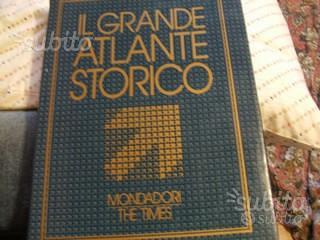 IL GRANDE
ATLANTE
STORICO
MONDADORI
THE TIMES
subito
subito